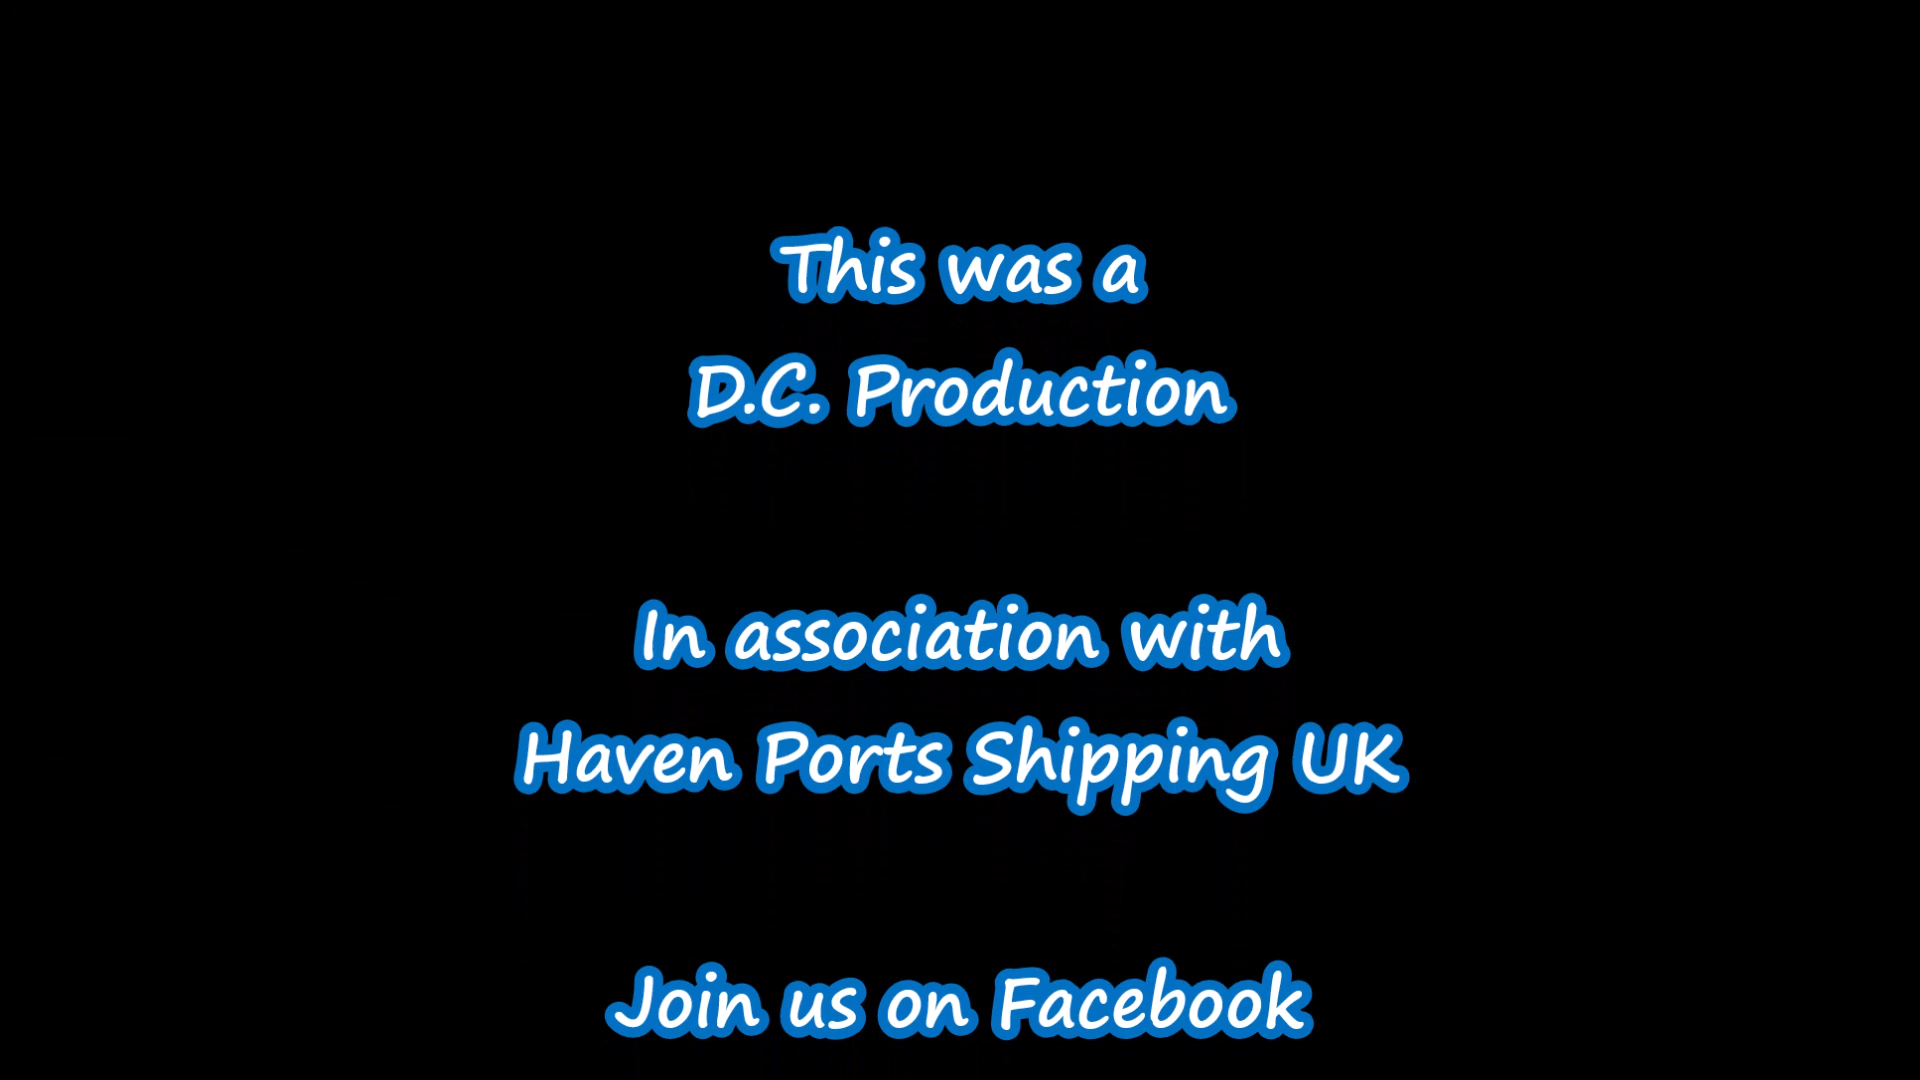 This was a
D.C. Production
In association with
Haven Ports Shipping UK
Join us on Facebook